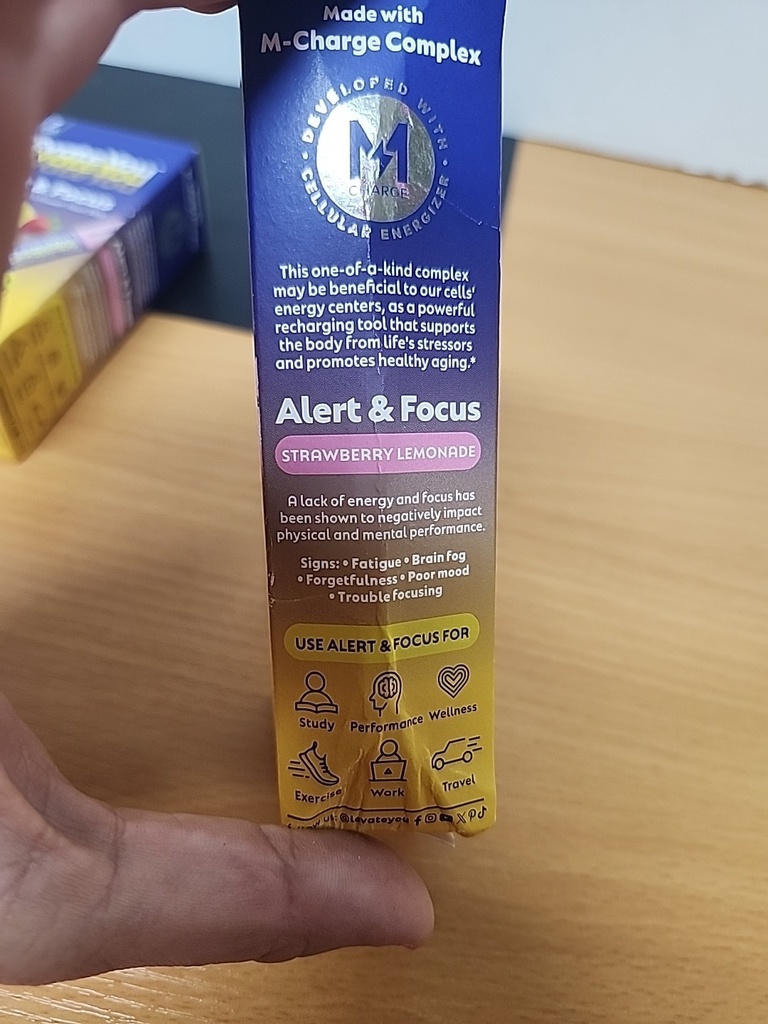 Made with
M-Charge Complex
DEVELOPED WITH
M
CHARGE
• CELLULAR ENERGIZER •
This one-of-a-kind complex
may be beneficial to our cells'
energy centers, as a powerful
recharging tool that supports
the body from life's stressors
and promotes healthy aging.*
Alert & Focus
STRAWBERRY LEMONADE
A lack of energy and focus has
been shown to negatively impact
physical and mental performance.
Signs: • Fatigue • Brain fog
• Forgetfulness • Poor mood
• Trouble focusing
USE ALERT & FOCUS FOR
Study Performance Wellness
Exercise Work Travel
@levateyou